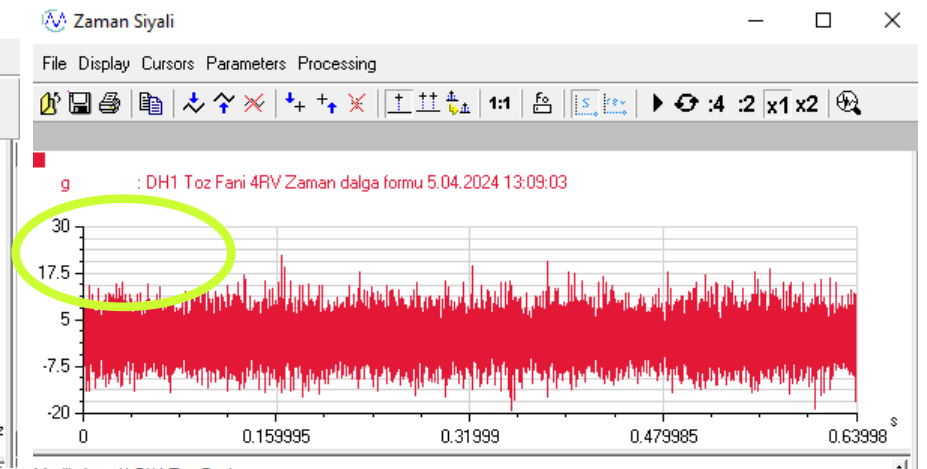 Zaman Siyali
File Display Cursors Parameters Processing
1:1 :4 :2 x1 x2
g : DH1 Toz Fani 4RV Zaman dalga formu 5.04.2024 13:09:03
30
17.5
5
-7.5
-20
0 0.159995 0.31999 0.479985 0.63998 s